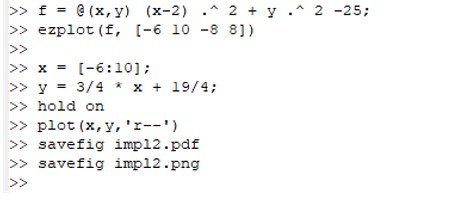 >> f = @(x,y) (x-2) .^ 2 + y .^ 2 -25;
>> ezplot(f, [-6 10 -8 8])
>>
>> x = [-6:10];
>> y = 3/4 * x + 19/4;
>> hold on
>> plot(x,y,'r--')
>> savefig impl2.pdf
>> savefig impl2.png
>>